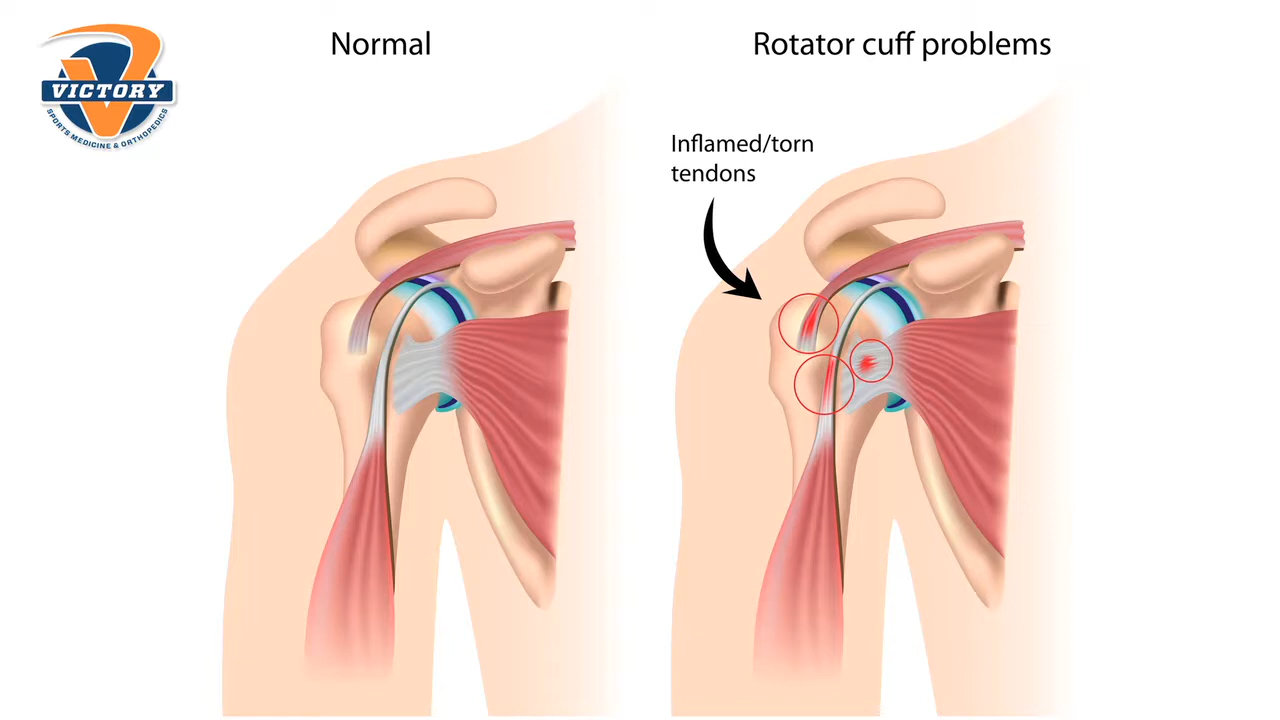 VICTORY
SPORTS MEDICINE & ORTHOPEDICS
Normal
Rotator cuff problems
Inflamed/torn
tendons